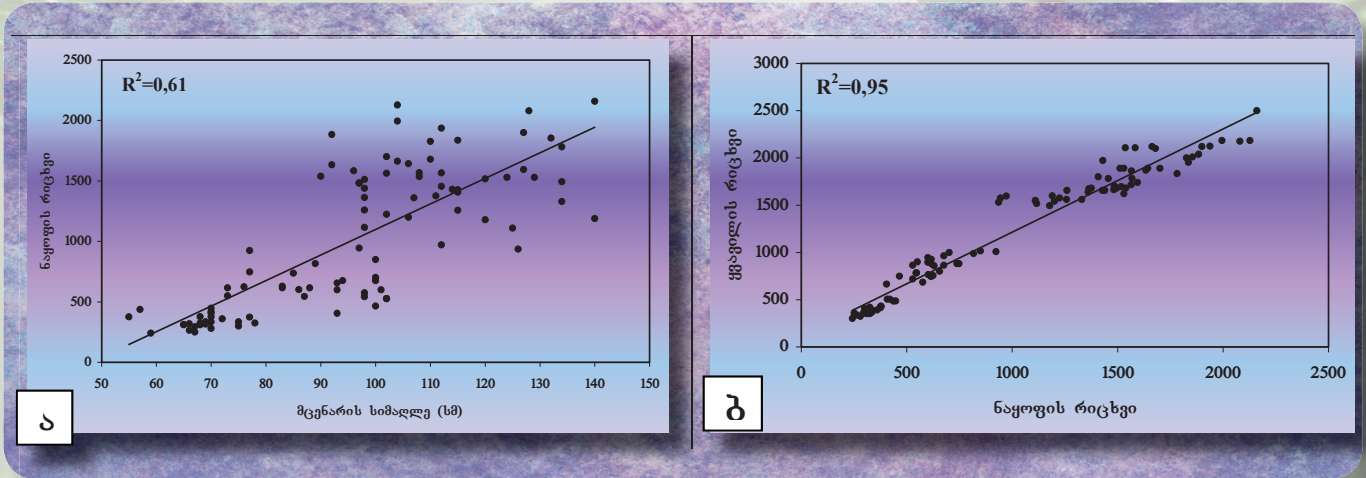 R²=0,61
2500
2000
1500
1000
500
0
50 60 70 80 90 100 110 120 130 140 150
ნაყოფის რიცხვი
მცენარის სიმაღლე (სმ)
ა
R²=0,95
3000
2500
2000
1500
1000
500
0
0 500 1000 1500 2000 2500
ყვავილის რიცხვი
ნაყოფის რიცხვი
ბ